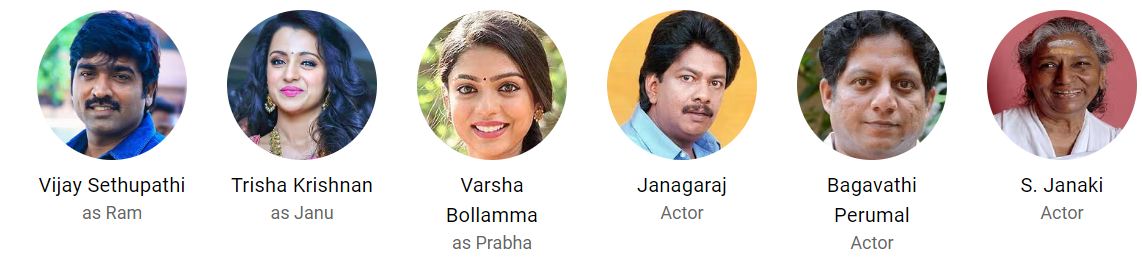 Vijay Sethupathi
as Ram
Trisha Krishnan
as Janu
Varsha
Bollamma
as Prabha
Janagaraj
Actor
Bagavathi
Perumal
Actor
S. Janaki
Actor